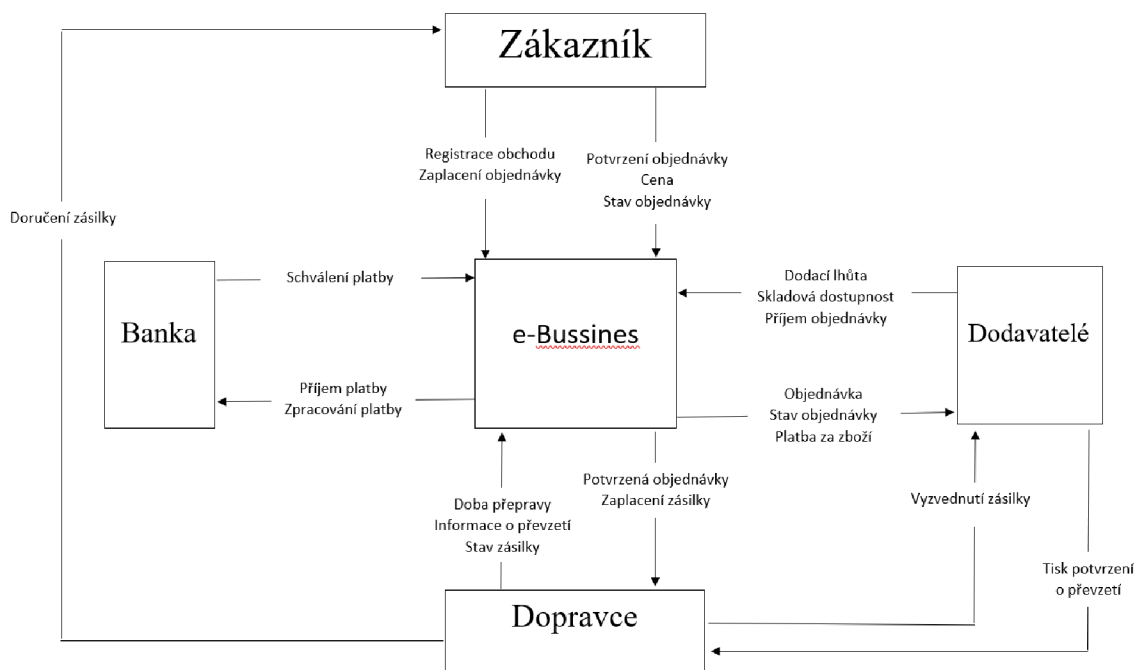 Zákazník
Registrace obchodu
Zaplacení objednávky
Potvrzení objednávky
Cena
Stav objednávky
Doručení zásilky
Banka
Schválení platby
e-Bussines
Dodací lhůta
Skladová dostupnost
Příjem objednávky
Dodavatelé
Příjem platby
Zpracování platby
Objednávka
Stav objednávky
Platba za zboží
Doba přepravy
Informace o převzetí
Stav zásilky
Potvrzená objednávky
Zaplacení zásilky
Vyzvednutí zásilky
Tisk potvrzení
o převzetí
Dopravce